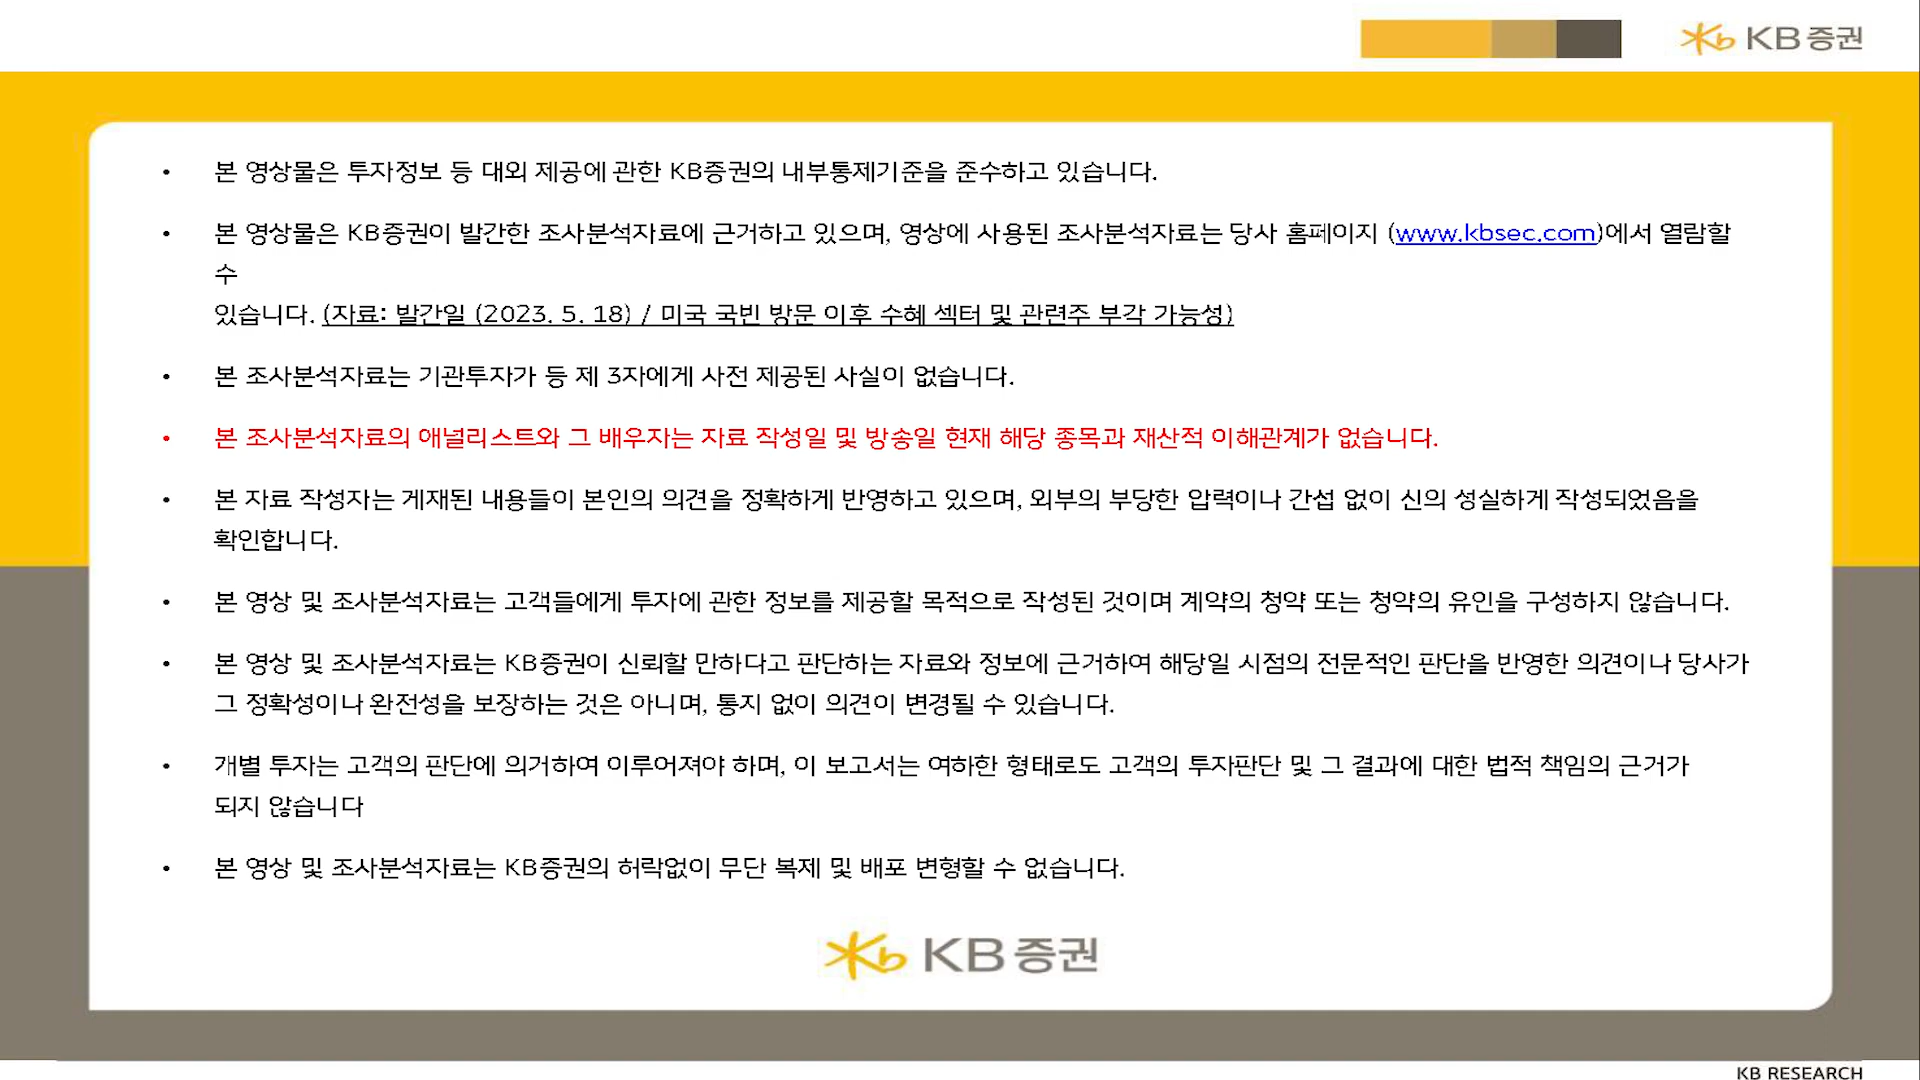 KB증권
• 본 영상물은 투자정보 등 대외 제공에 관한 KB증권의 내부통제기준을 준수하고 있습니다.
• 본 영상물은 KB증권이 발간한 조사분석자료에 근거하고 있으며, 영상에 사용된 조사분석자료는 당사 홈페이지 (www.kbsec.com)에서 열람할
수
있습니다. (자료: 발간일 (2023. 5. 18) / 미국 국빈 방문 이후 수혜 섹터 및 관련주 부각 가능성)
• 본 조사분석자료는 기관투자가 등 제 3자에게 사전 제공된 사실이 없습니다.
• 본 조사분석자료의 애널리스트와 그 배우자는 자료 작성일 및 방송일 현재 해당 종목과 재산적 이해관계가 없습니다.
• 본 자료 작성자는 게재된 내용들이 본인의 의견을 정확하게 반영하고 있으며, 외부의 부당한 압력이나 간섭 없이 신의 성실하게 작성되었음을
확인합니다.
• 본 영상 및 조사분석자료는 고객들에게 투자에 관한 정보를 제공할 목적으로 작성된 것이며 계약의 청약 또는 청약의 유인을 구성하지 않습니다.
• 본 영상 및 조사분석자료는 KB증권이 신뢰할 만하다고 판단하는 자료와 정보에 근거하여 해당일 시점의 전문적인 판단을 반영한 의견이나 당사가
그 정확성이나 완전성을 보장하는 것은 아니며, 통지 없이 의견이 변경될 수 있습니다.
• 개별 투자는 고객의 판단에 의거하여 이루어져야 하며, 이 보고서는 여하한 형태로도 고객의 투자판단 및 그 결과에 대한 법적 책임의 근거가
되지 않습니다
• 본 영상 및 조사분석자료는 KB증권의 허락없이 무단 복제 및 배포 변형할 수 없습니다.
KB증권
KB RESEARCH